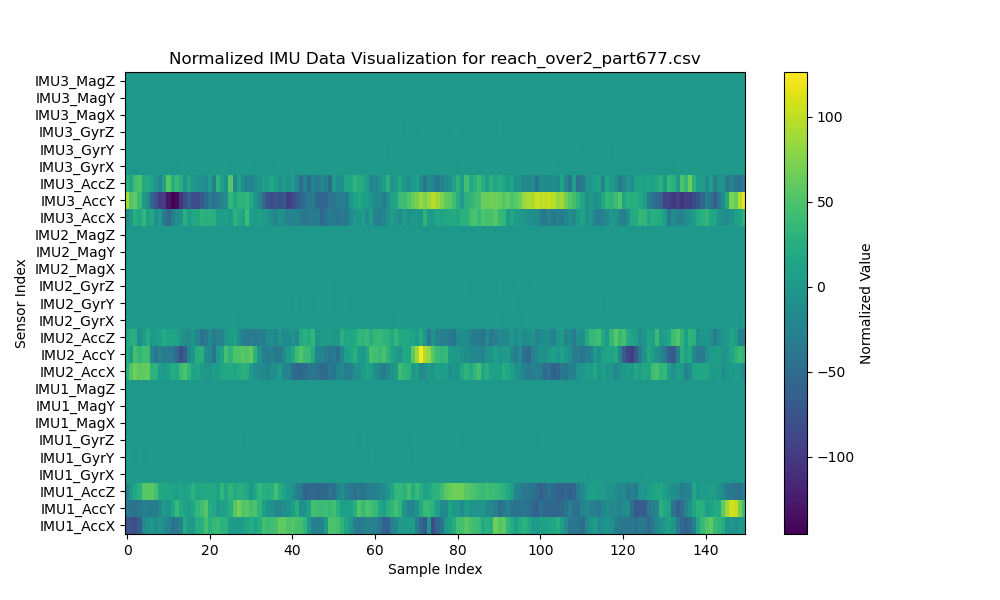 Normalized IMU Data Visualization for reach_over2_part677.csv
IMU3_MagZ
IMU3_MagY
IMU3_MagX
IMU3_GyrZ
IMU3_GyrY
IMU3_GyrX
IMU3_AccZ
IMU3_AccY
IMU3_AccX
IMU2_MagZ
IMU2_MagY
IMU2_MagX
IMU2_GyrZ
IMU2_GyrY
IMU2_GyrX
IMU2_AccZ
IMU2_AccY
IMU2_AccX
IMU1_MagZ
IMU1_MagY
IMU1_MagX
IMU1_GyrZ
IMU1_GyrY
IMU1_GyrX
IMU1_AccZ
IMU1_AccY
IMU1_AccX
Sensor Index
0 20 40 60 80 100 120 140
Sample Index
100
50
0
−50
−100
Normalized Value